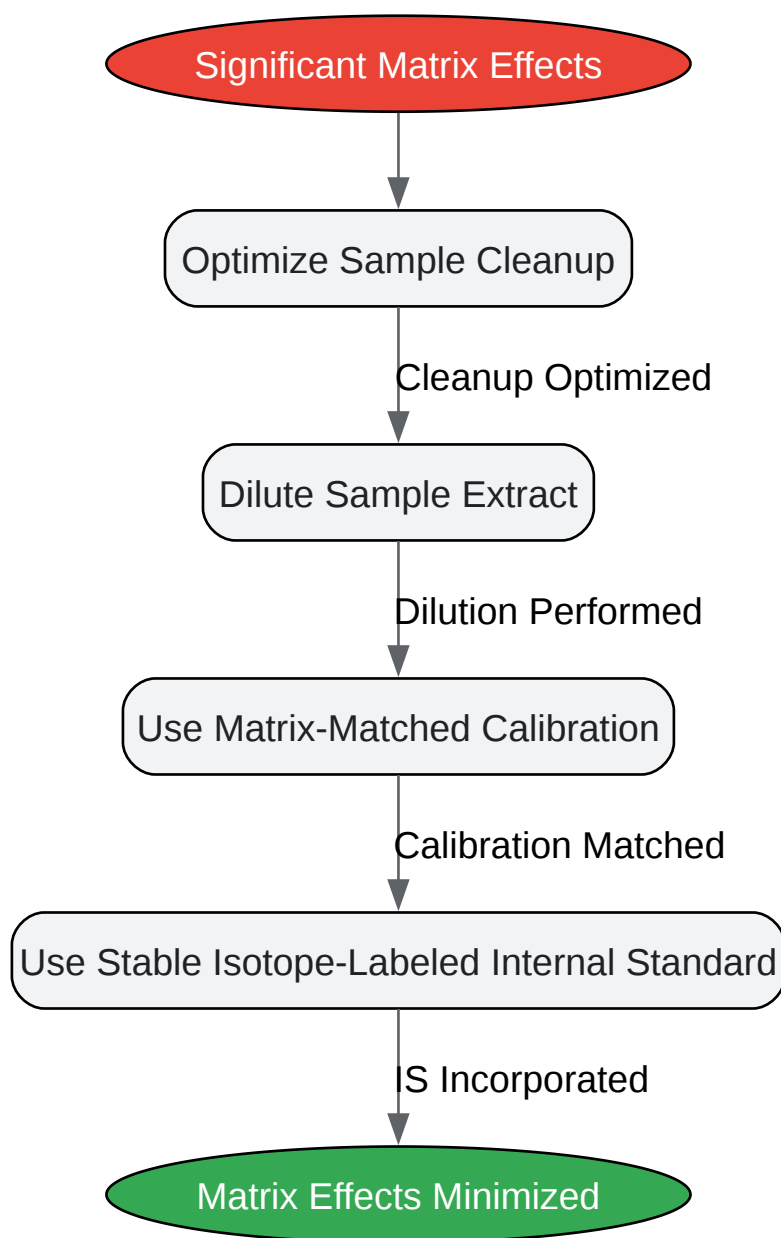 Significant Matrix Effects
Optimize Sample Cleanup
Cleanup Optimized
Dilute Sample Extract
Dilution Performed
Use Matrix-Matched Calibration
Calibration Matched
Use Stable Isotope-Labeled Internal Standard
IS Incorporated
Matrix Effects Minimized